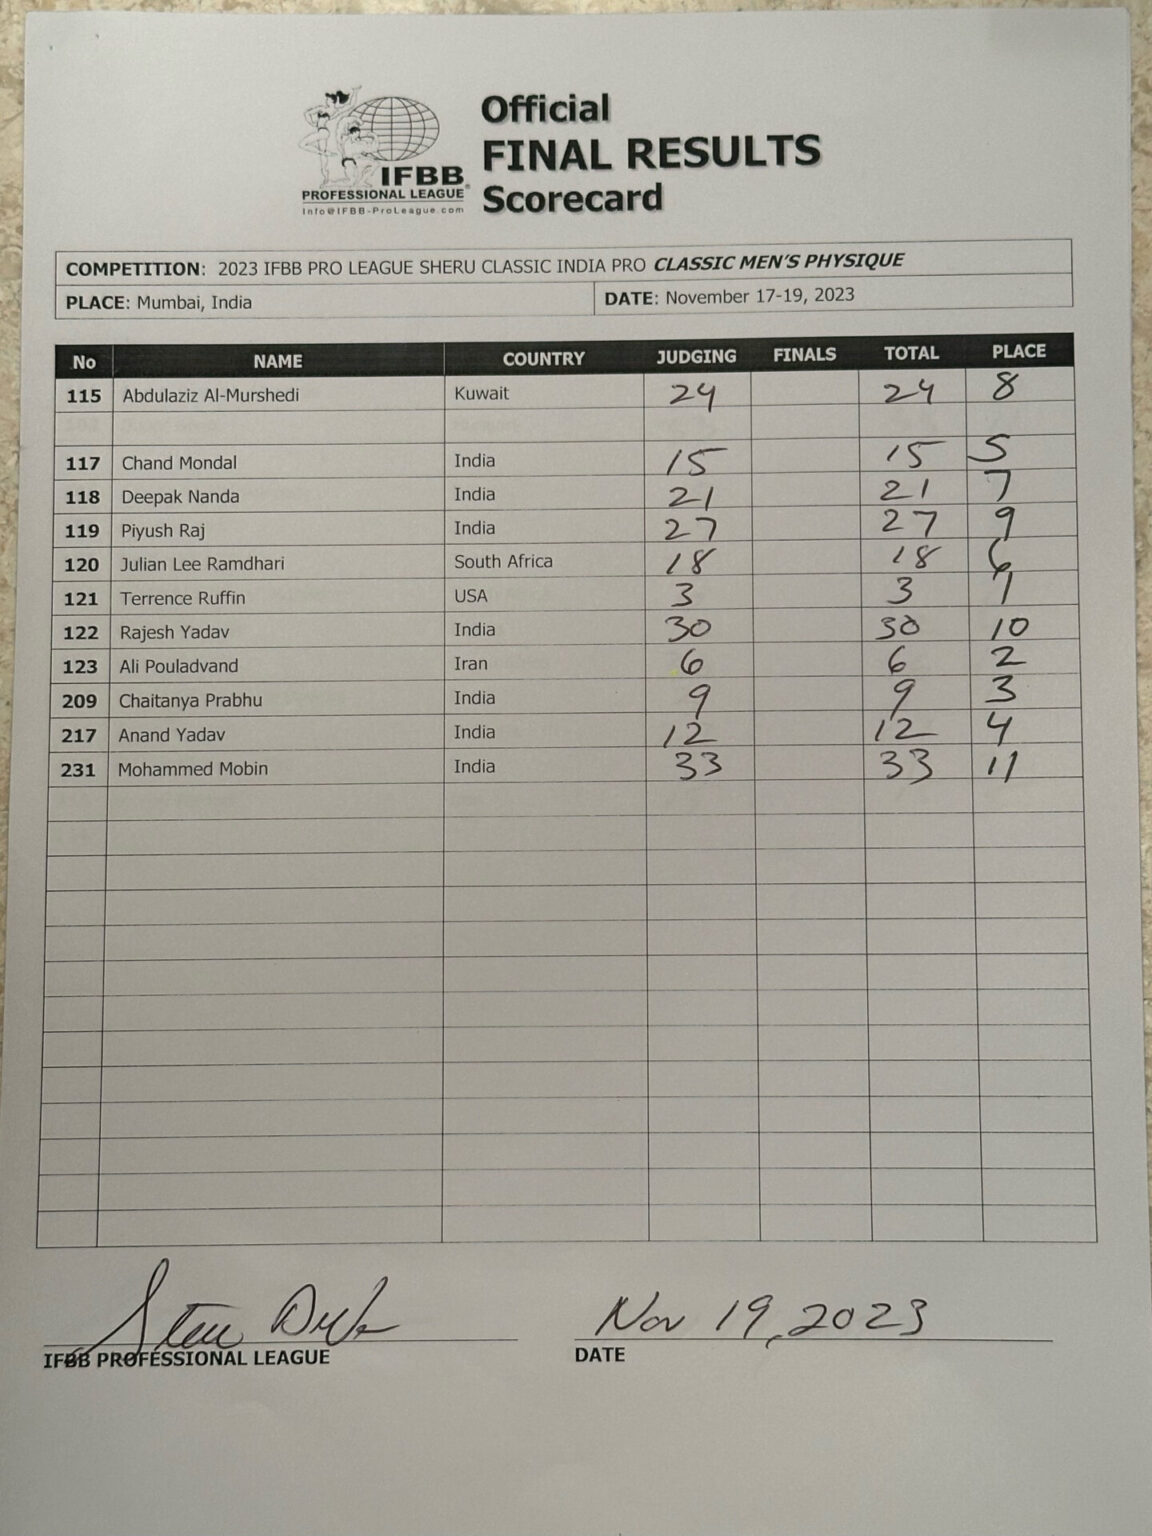 Official
FINAL RESULTS
Scorecard
IFBB
PROFESSIONAL LEAGUE
Info@IFBB-ProLeague.com
COMPETITION: 2023 IFBB PRO LEAGUE SHERU CLASSIC INDIA PRO CLASSIC MEN'S PHYSIQUE
PLACE: Mumbai, India DATE: November 17-19, 2023
No NAME COUNTRY JUDGING FINALS TOTAL PLACE
115 Abdulaziz Al-Murshedi Kuwait 24 24 8
117 Chand Mondal India 15 15 5
118 Deepak Nanda India 21 21 7
119 Piyush Raj India 27 27 9
120 Julian Lee Ramdhari South Africa 18 18 6
121 Terrence Ruffin USA 3 3 1
122 Rajesh Yadav India 30 30 10
123 Ali Pouladvand Iran 6 6 2
209 Chaitanya Prabhu India 9 9 3
217 Anand Yadav India 12 12 4
231 Mohammed Mobin India 33 33 11
Nov 19, 2023
IFBB PROFESSIONAL LEAGUE DATE